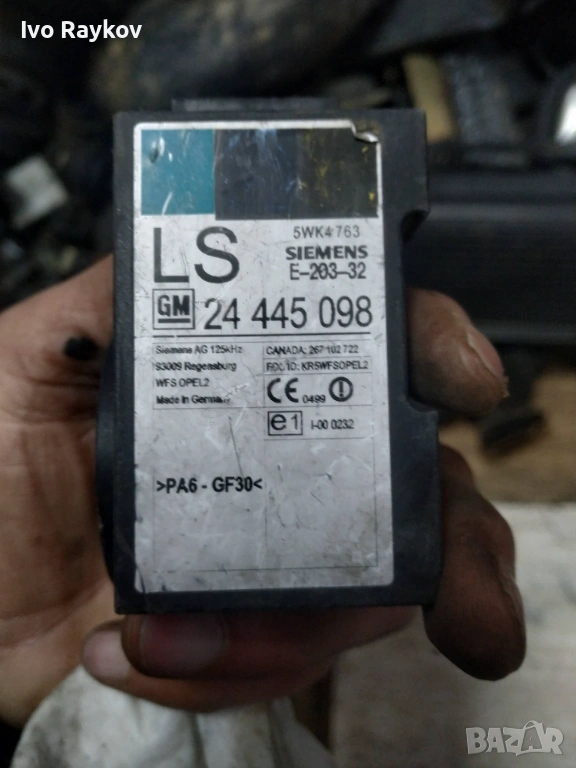 Ivo Raykov
5WK4 763
LS
SIEMENS
E-203-32
GM 24 445 098
Siemens AG 125kHz
93009 Regensburg
WFS OPEL2
Made in Germany
CANADA: 267 102 722
FCC ID: KR5WFSOPEL2
CE 0499
e1 I-00 0232
>PA6 - GF30<
BAZAR